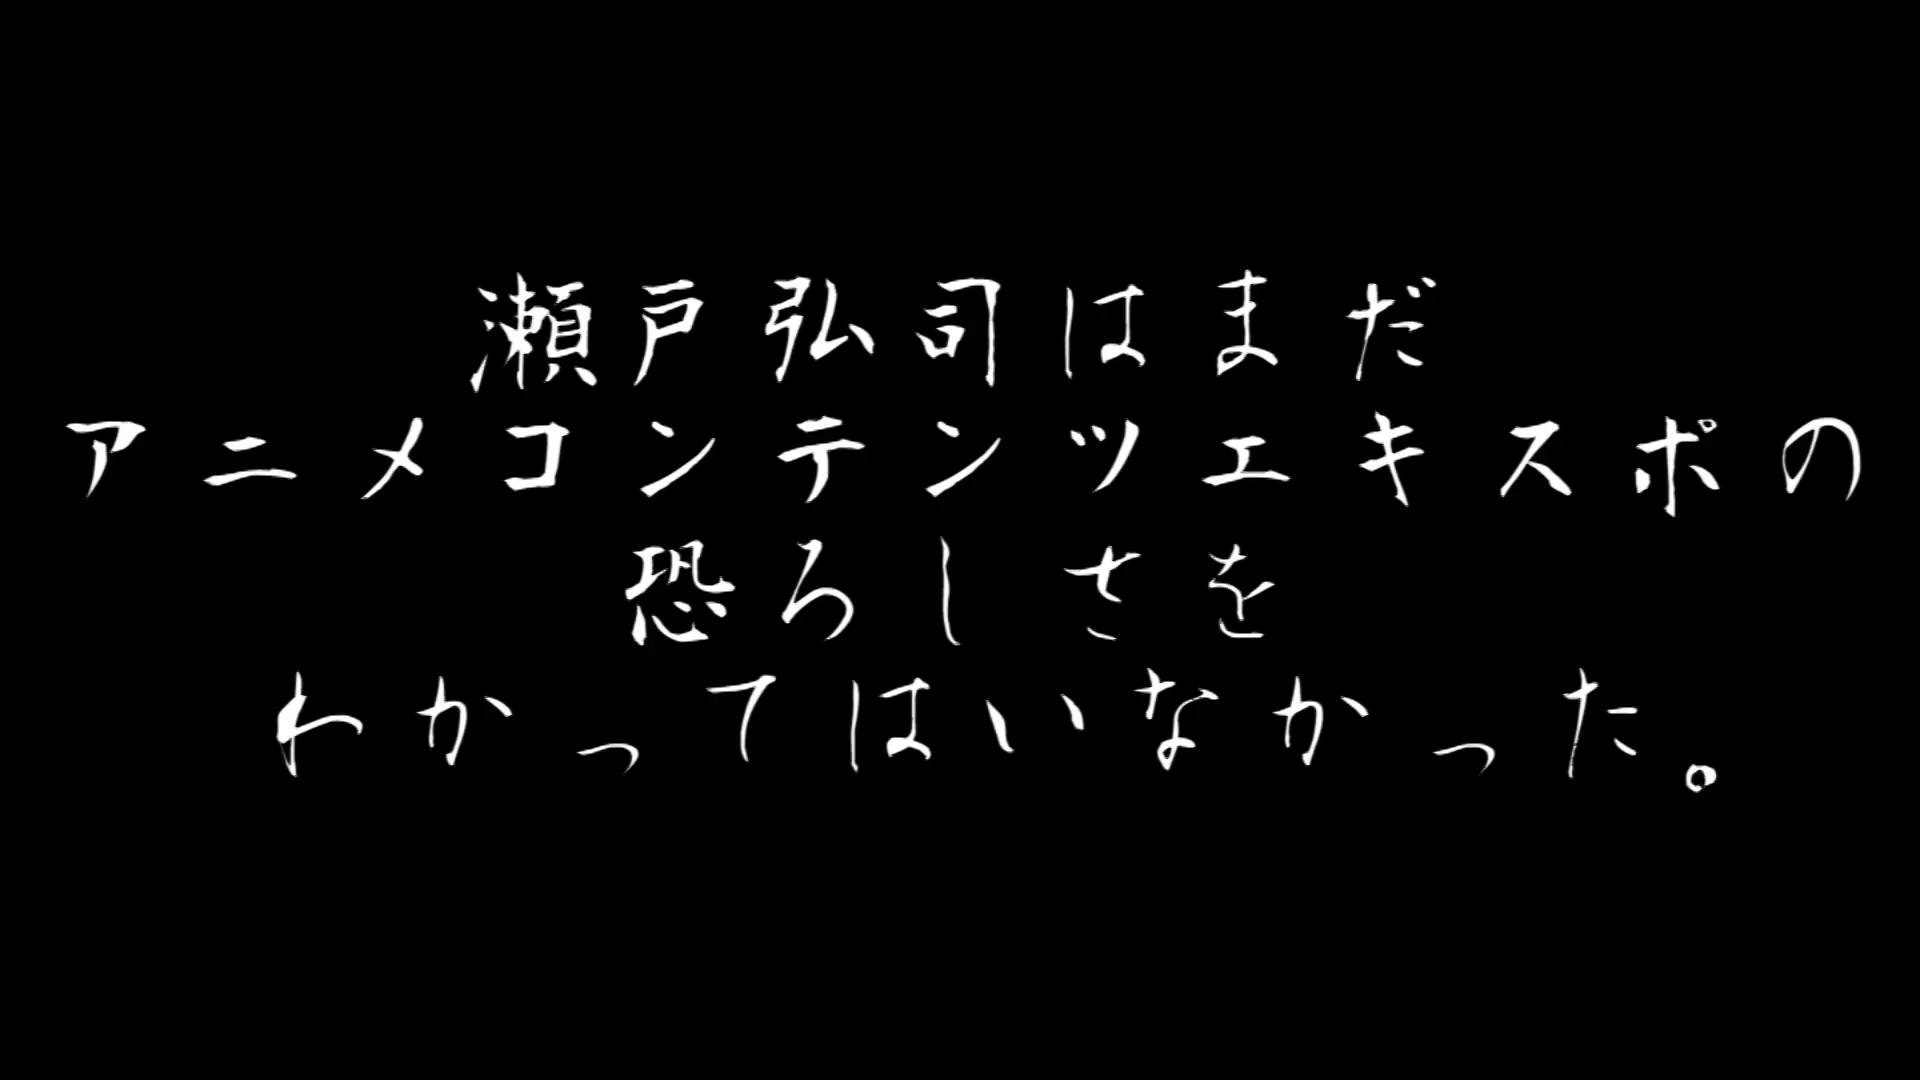 瀬戸弘司はまだ
アニメコンテンツエキスポの
恐ろしさを
わかってはいなかった。